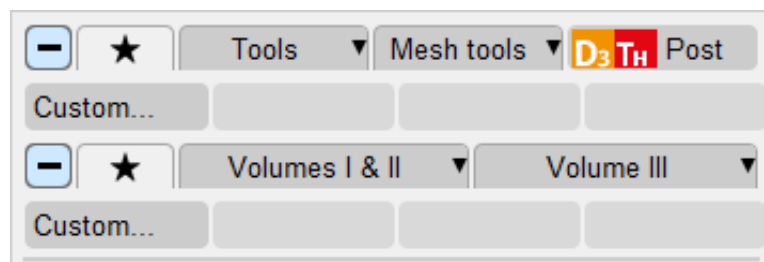 Tools Mesh tools D3 TH Post
Custom...
Volumes I & II Volume III
Custom...